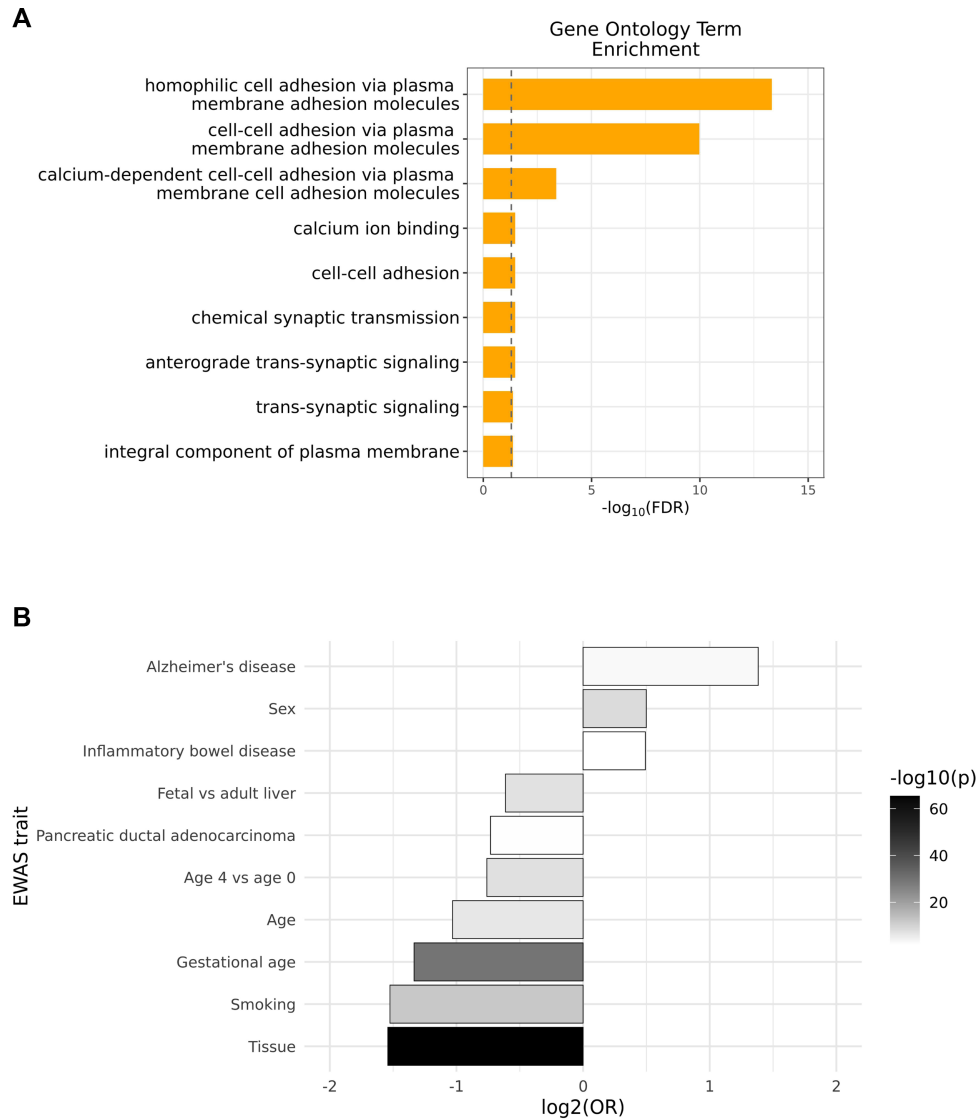 A
Gene Ontology Term
Enrichment
homophilic cell adhesion via plasma
membrane adhesion molecules
cell-cell adhesion via plasma
membrane adhesion molecules
calcium-dependent cell-cell adhesion via plasma
membrane cell adhesion molecules
calcium ion binding
cell-cell adhesion
chemical synaptic transmission
anterograde trans-synaptic signaling
trans-synaptic signaling
integral component of plasma membrane
0 5 10 15
-log10(FDR)
B
EWAS trait
Alzheimer's disease
Sex
Inflammatory bowel disease
Fetal vs adult liver
Pancreatic ductal adenocarcinoma
Age 4 vs age 0
Age
Gestational age
Smoking
Tissue
-2 -1 0 1 2
log2(OR)
-log10(p)
60
40
20